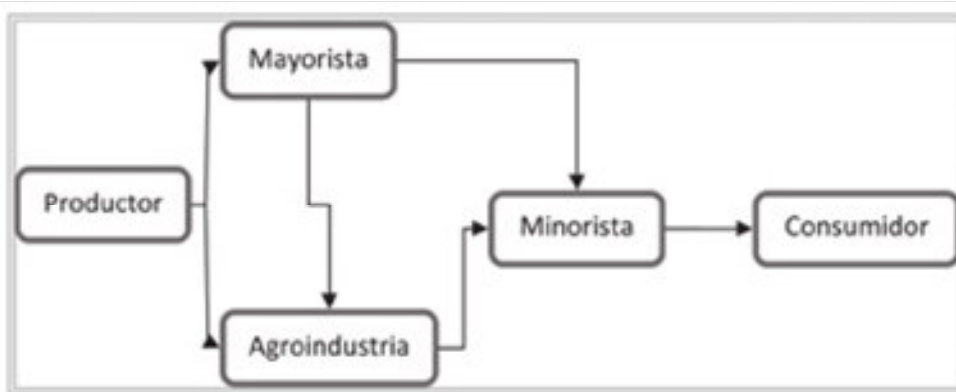 Mayorista
Productor
Minorista
Consumidor
Agroindustria